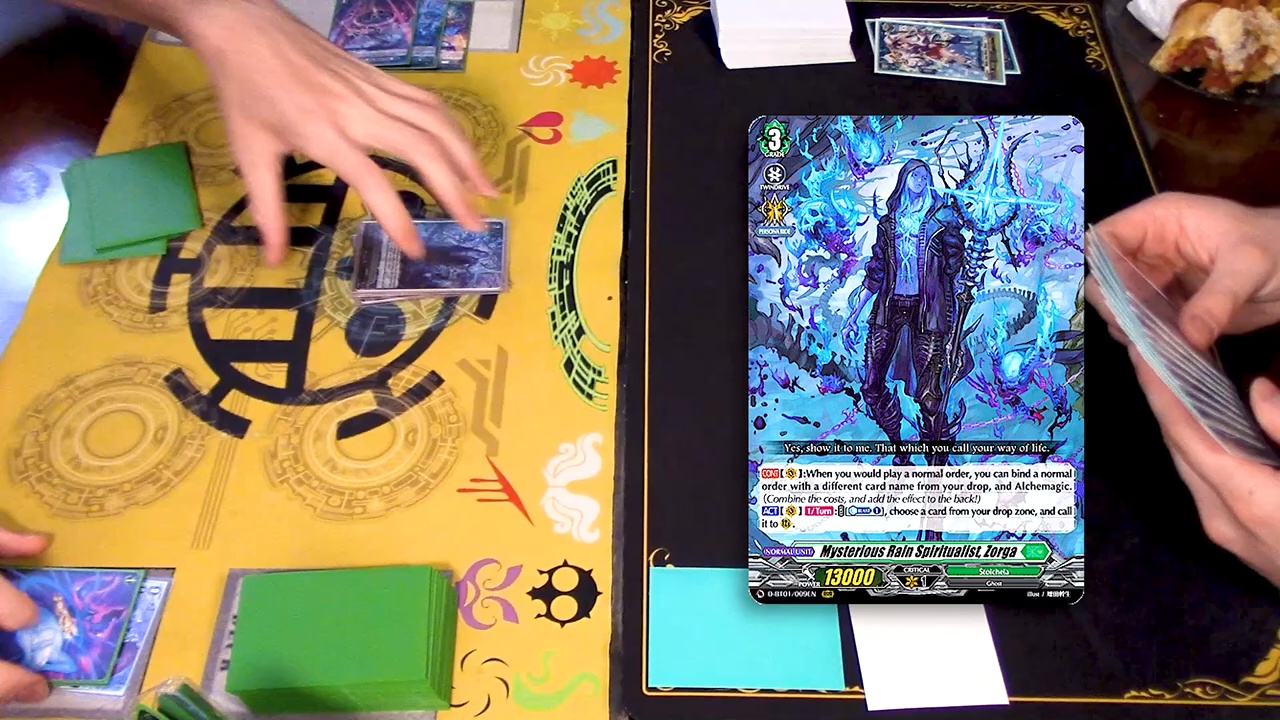 3
GRADE
TWINDRIVE
PERSONA RIDE
Yes, show it to me. That which you call your way of life.
CONT【 】:When you would play a normal order, you can bind a normal
order with a different card name from your drop, and Alchemagic.
(Combine the costs, and add the effect to the back!)
ACT【 】1/Turn:[ BLAST 1], choose a card from your drop zone, and call
it to .
〈NORMAL UNIT〉 Mysterious Rain Spiritualist, Zorga
POWER 13000 CRITICAL 1 Stoicheia
Ghost
D-BT01/009EN RRR illust /